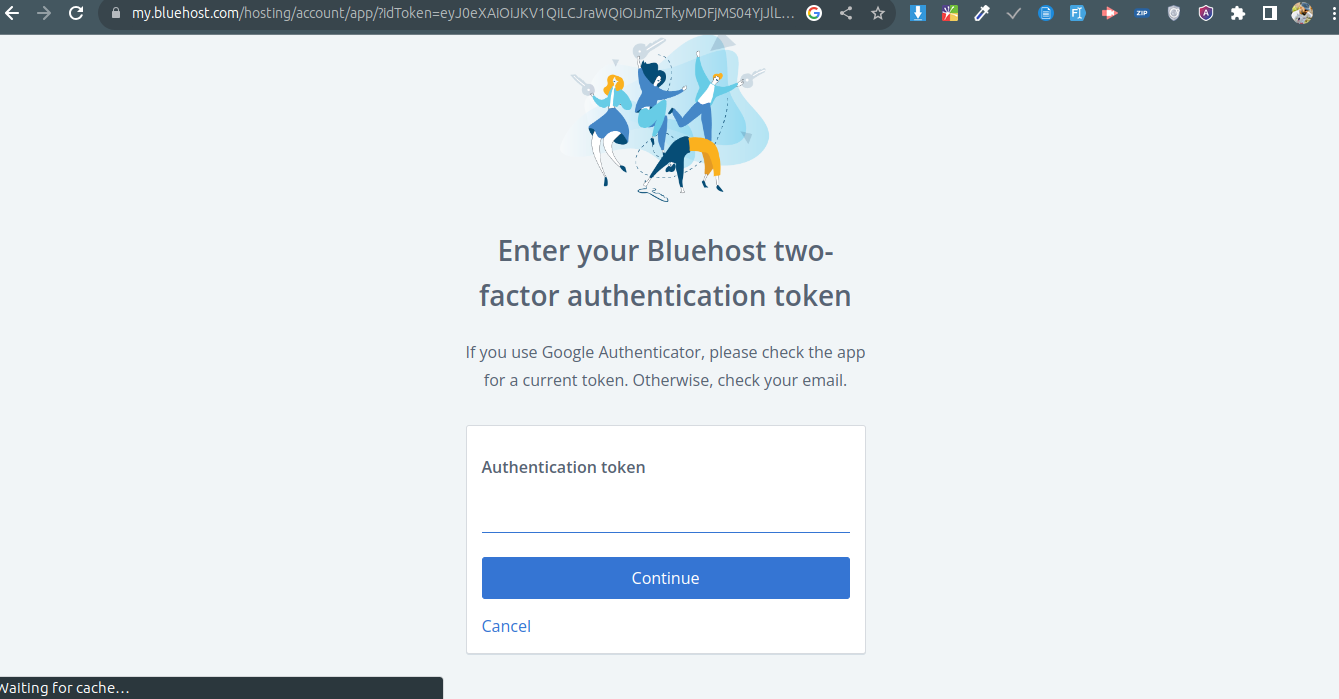 my.bluehost.com/hosting/account/app/?idToken=eyJ0eXAiOiJKV1QiLCJraWQiOiJmZTkyMDFjMS04YjJlL...
Enter your Bluehost two-
factor authentication token
If you use Google Authenticator, please check the app
for a current token. Otherwise, check your email.
Authentication token
Continue
Cancel
Waiting for cache...